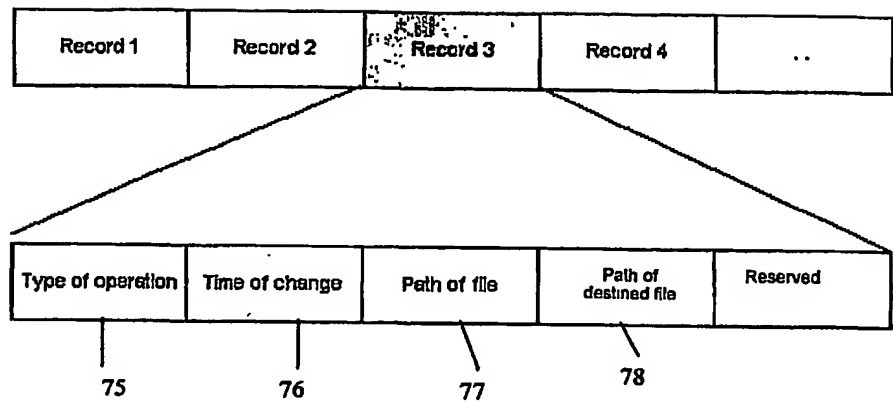 Record 1 Record 2 Record 3 Record 4 ..
Type of operation Time of change Path of file Path of destined file Reserved
75 76 77 78